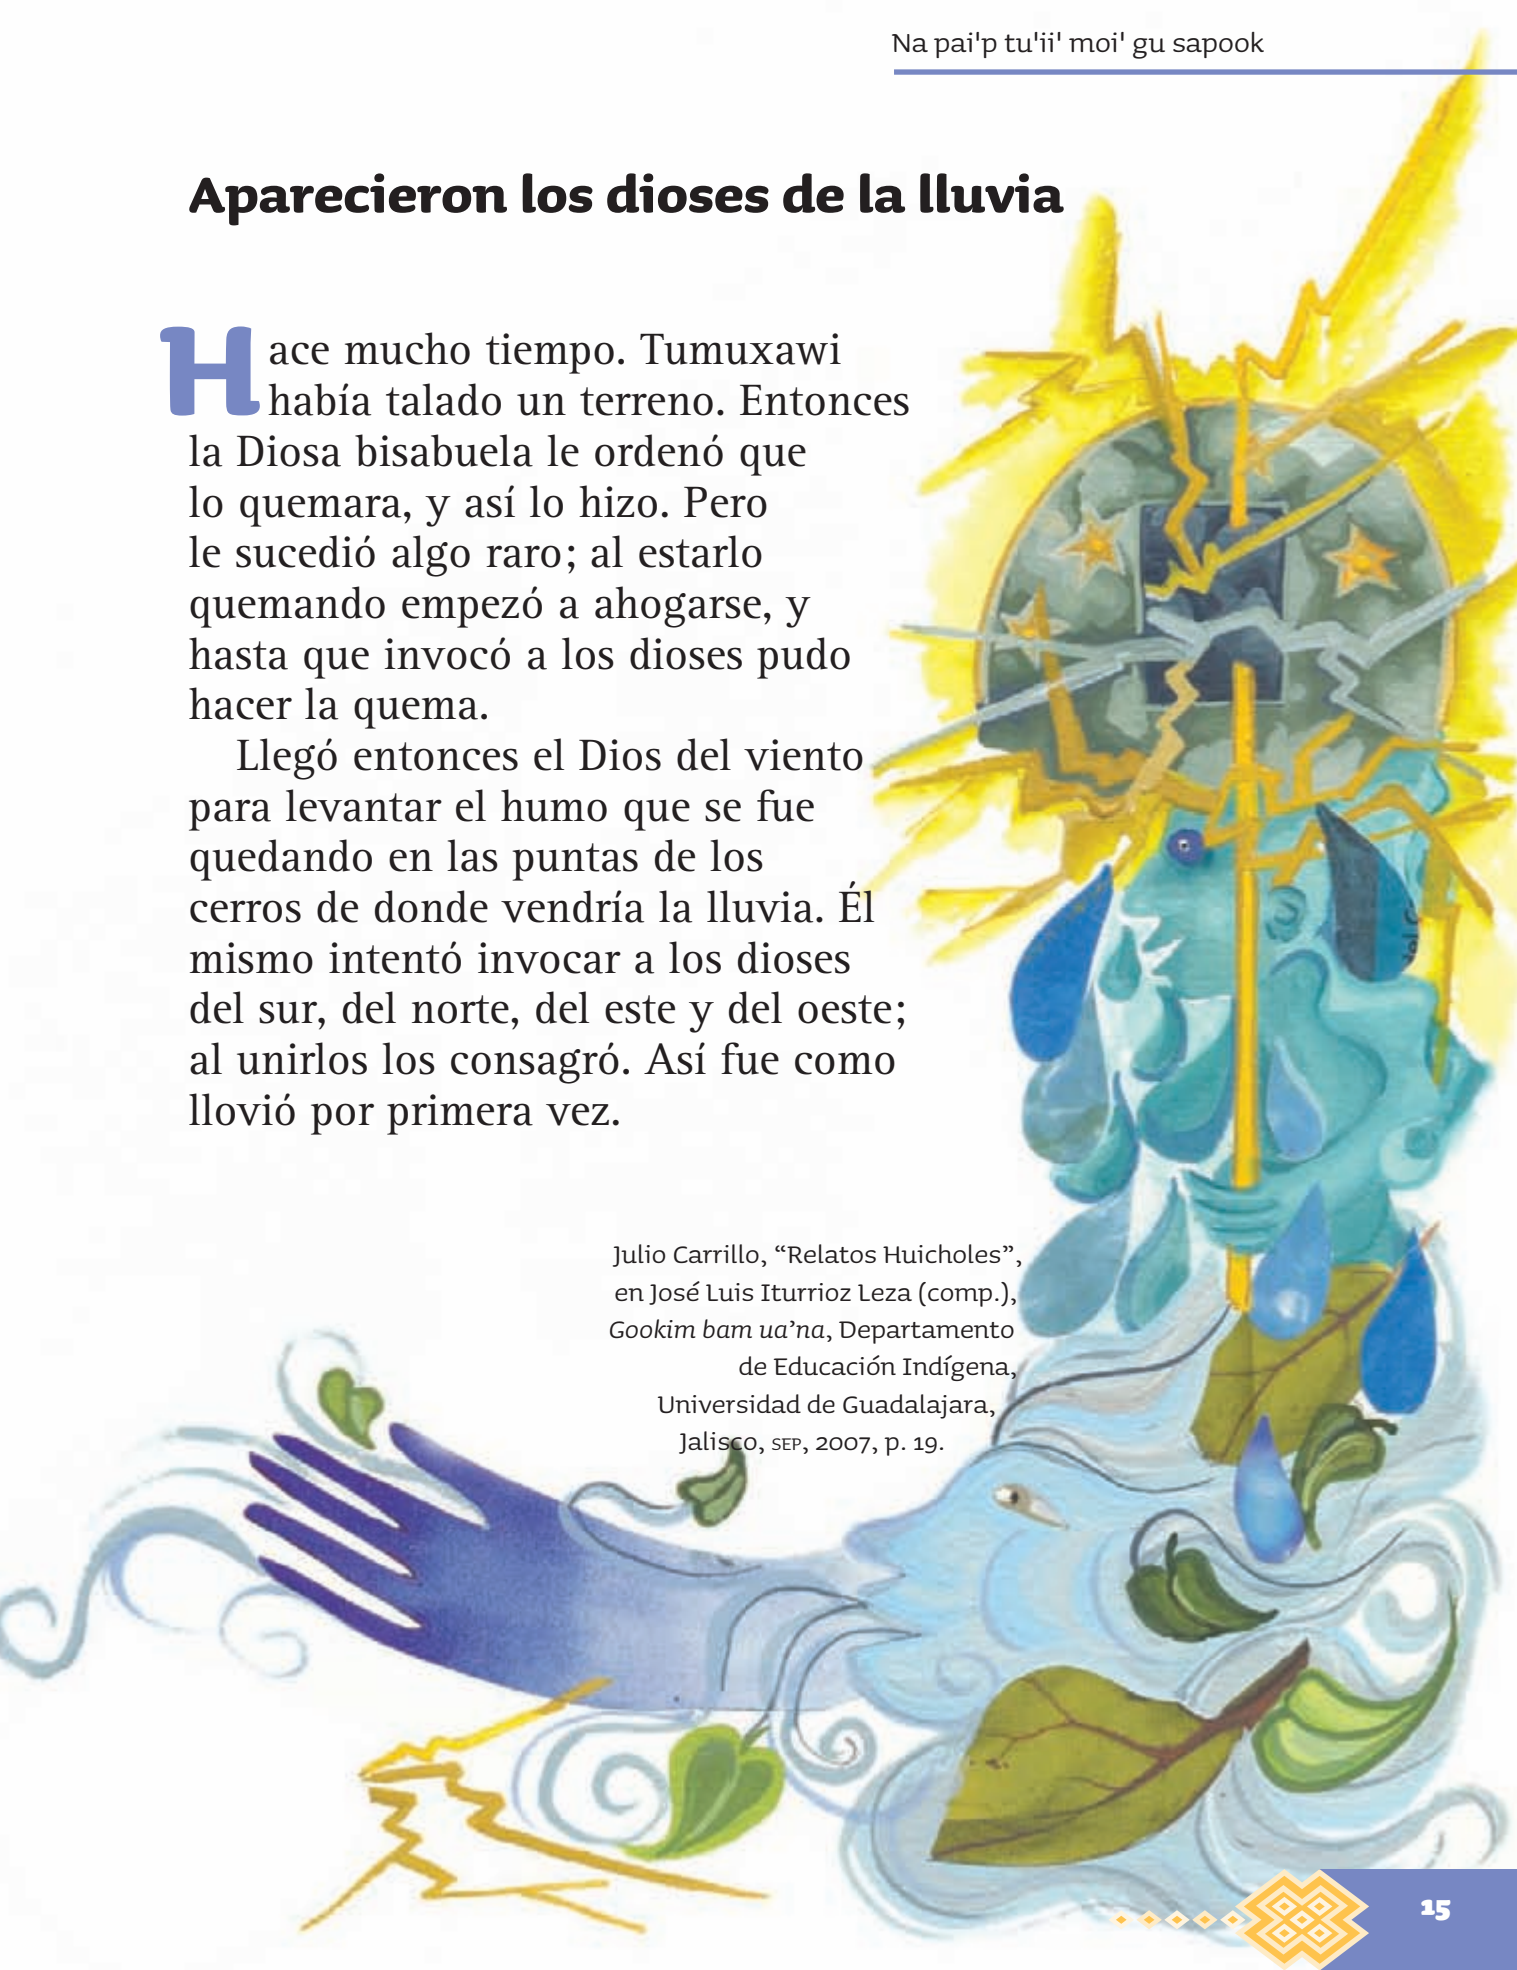 Na pai'p tu'ii' moi' gu sapook
Aparecieron los dioses de la lluvia
Hace mucho tiempo. Tumuxawi
había talado un terreno. Entonces
la Diosa bisabuela le ordenó que
lo quemara, y así lo hizo. Pero
le sucedió algo raro; al estarlo
quemando empezó a ahogarse, y
hasta que invocó a los dioses pudo
hacer la quema.
Llegó entonces el Dios del viento
para levantar el humo que se fue
quedando en las puntas de los
cerros de donde vendría la lluvia. Él
mismo intentó invocar a los dioses
del sur, del norte, del este y del oeste;
al unirlos los consagró. Así fue como
llovió por primera vez.
Julio Carrillo, “Relatos Huicholes”,
en José Luis Iturrioz Leza (comp.),
Gookim bam ua’na, Departamento
de Educación Indígena,
Universidad de Guadalajara,
Jalisco, SEP, 2007, p. 19.
15